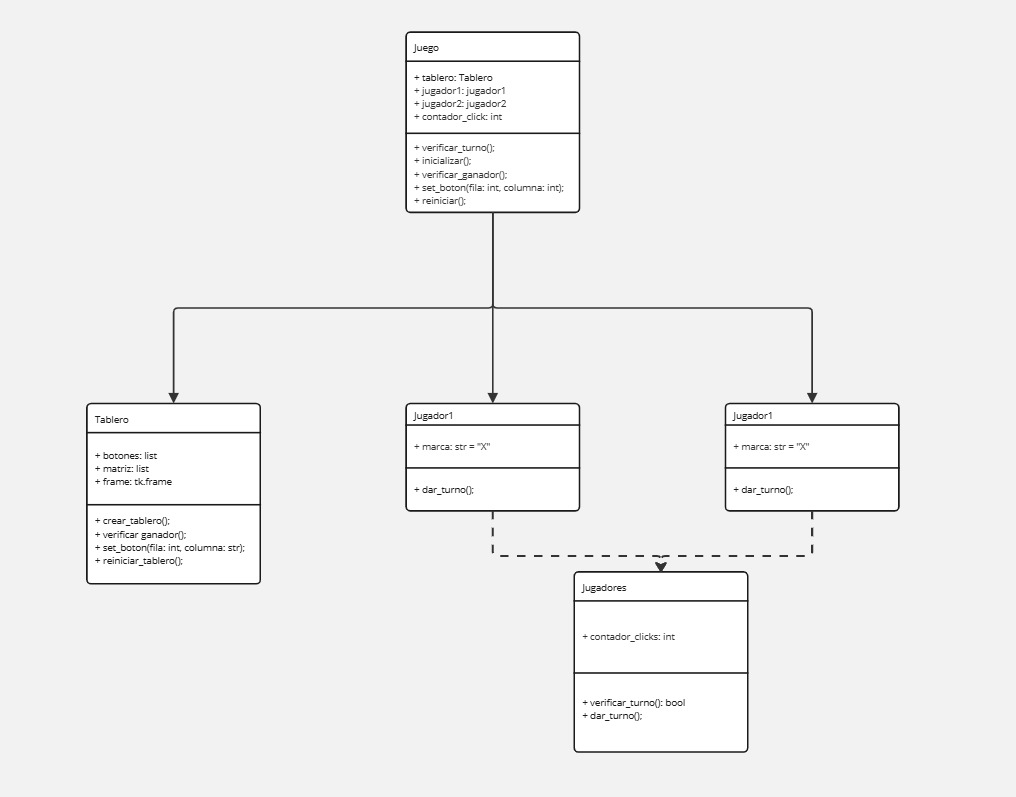 Juego
+ tablero: Tablero
+ jugador1: jugador1
+ jugador2: jugador2
+ contador_click: int
+ verificar_turno();
+ inicializar();
+ verificar_ganador();
+ set_boton(fila: int, columna: int);
+ reiniciar();
Tablero
+ botones: list
+ matriz: list
+ frame: tk.frame
+ crear_tablero();
+ verificar ganador();
+ set_boton(fila: int, columna: str);
+ reiniciar_tablero();
Jugador1
+ marca: str = "X"
+ dar_turno();
Jugador1
+ marca: str = "X"
+ dar_turno();
Jugadores
+ contador_clicks: int
+ verificar_turno(): bool
+ dar_turno();